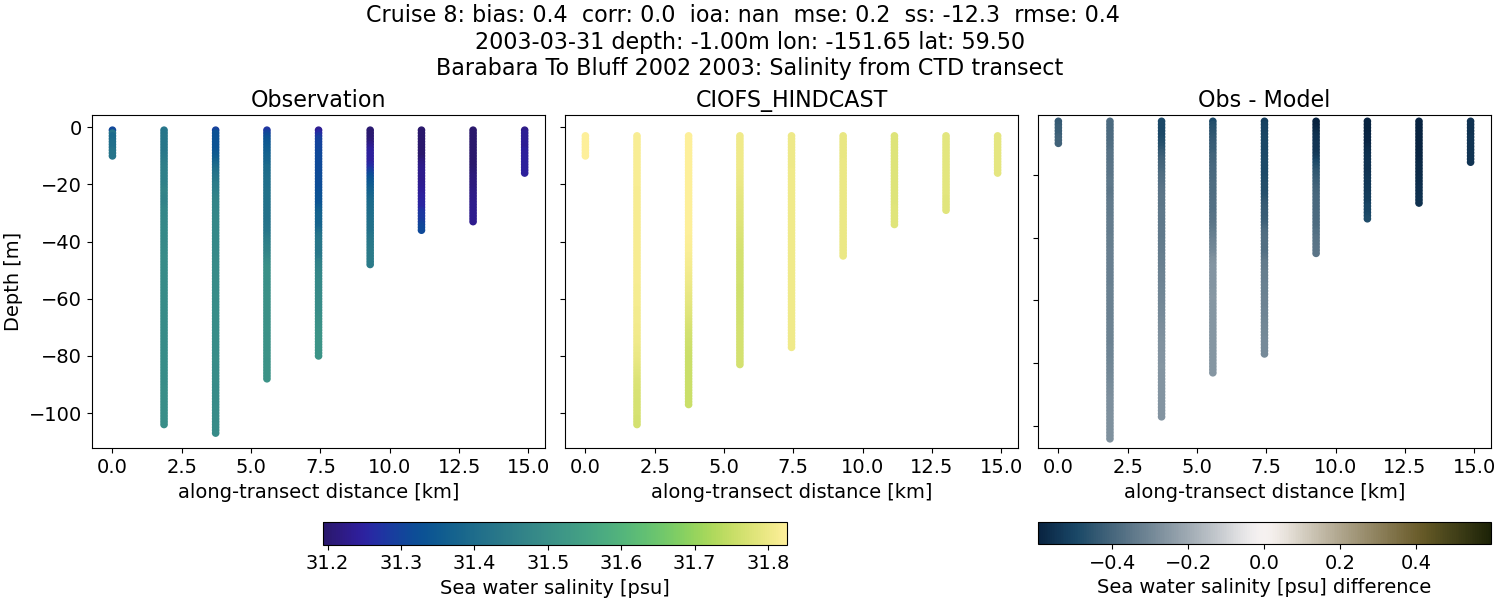 Cruise 8: bias: 0.4  corr: 0.0  ioa: nan  mse: 0.2  ss: -12.3  rmse: 0.4
2003-03-31 depth: -1.00m lon: -151.65 lat: 59.50
Barabara To Bluff 2002 2003: Salinity from CTD transect
Observation
CIOFS_HINDCAST
Obs - Model
Depth [m]
0
−20
−40
−60
−80
−100
0.0 2.5 5.0 7.5 10.0 12.5 15.0
along-transect distance [km]
0.0 2.5 5.0 7.5 10.0 12.5 15.0
along-transect distance [km]
0.0 2.5 5.0 7.5 10.0 12.5 15.0
along-transect distance [km]
31.2 31.3 31.4 31.5 31.6 31.7 31.8
Sea water salinity [psu]
−0.4 −0.2 0.0 0.2 0.4
Sea water salinity [psu] difference